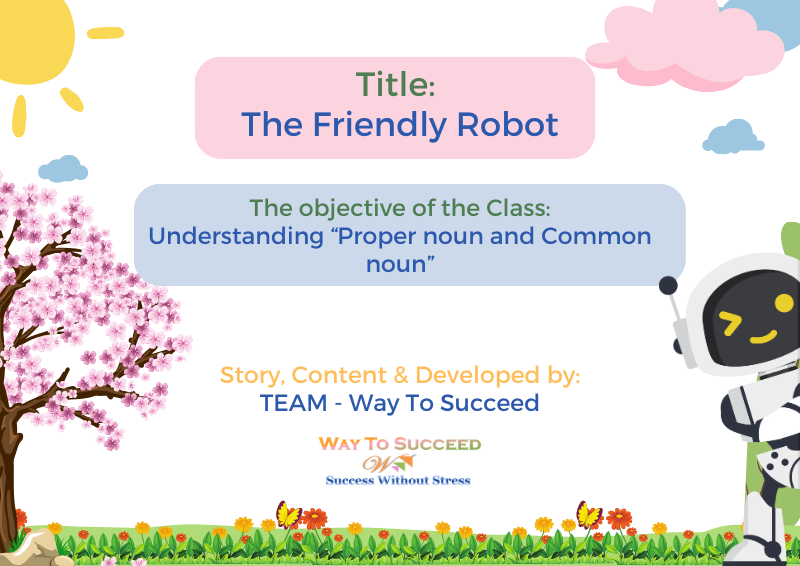 Title:
The Friendly Robot
The objective of the Class:
Understanding “Proper noun and Common
noun”
Story, Content & Developed by:
TEAM - Way To Succeed
WAY TO SUCCEED
W
Success Without Stress